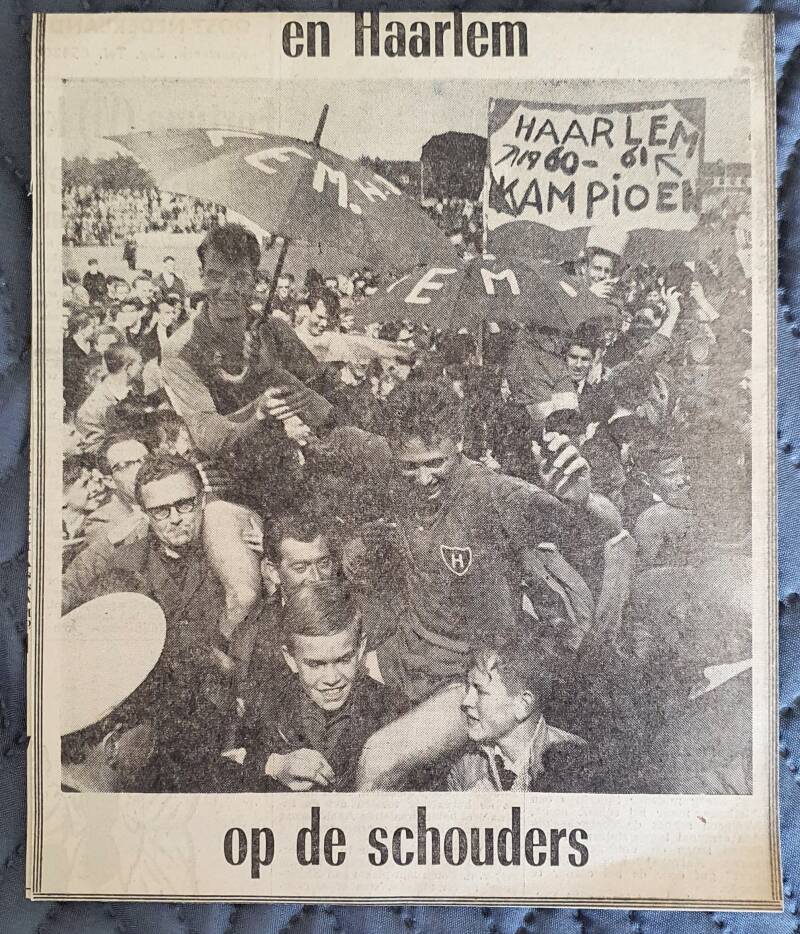 en Haarlem
HAARLEM
1960-61
KAMPIOEN
T.E.M.H.
E M
H
op de schouders